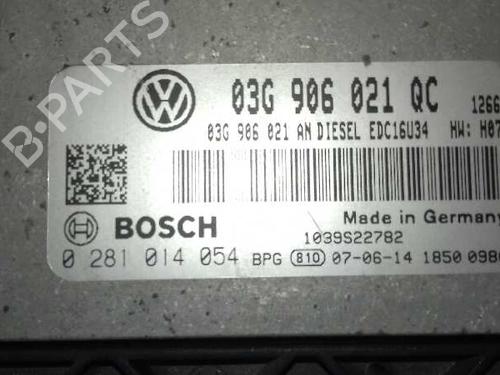 03G 906 021 QC 1266
03G 906 021 AN DIESEL EDC16U34 HW: H07
BOSCH Made in Germany
1039S22782
0 281 014 054 BPG 810 07-06-14 1850 098
B-PARTS